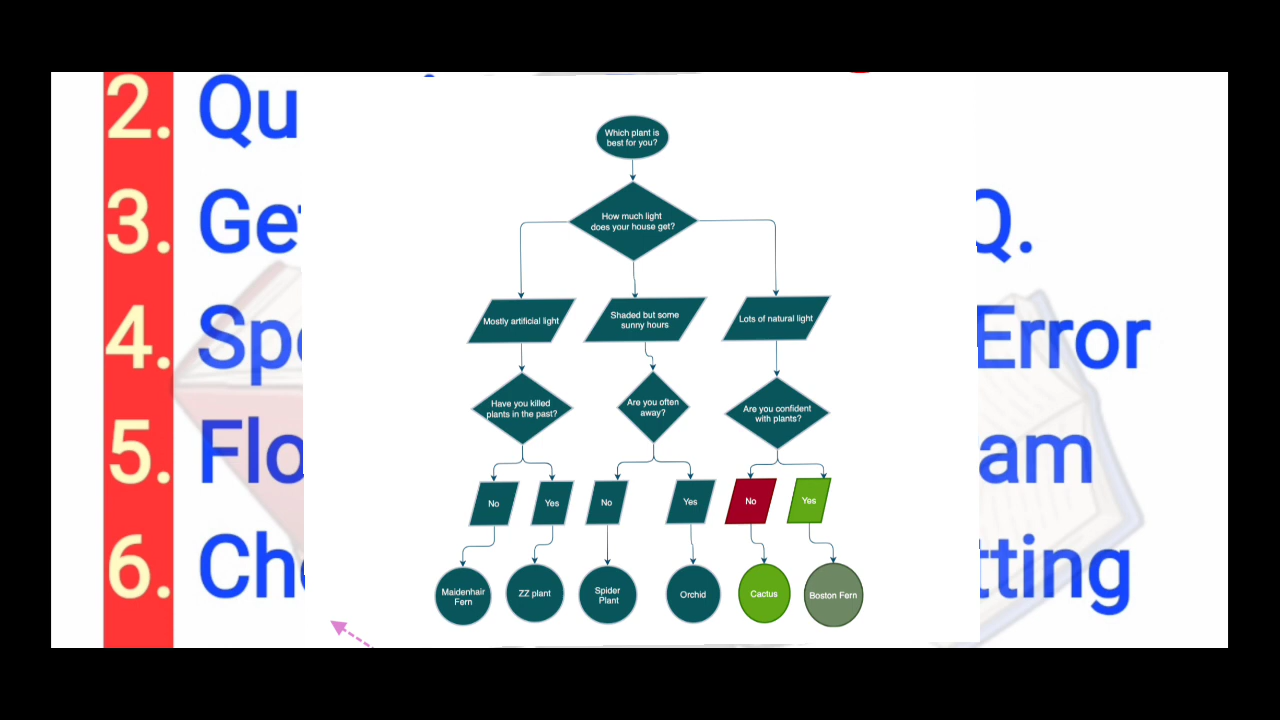 2. Qu
3. Ge
Q.
4. Sp
Error
5. Flo
am
6. Ch
tting
Which plant is
best for you?
How much light
does your house get?
Mostly artificial light
Shaded but some
sunny hours
Lots of natural light
Have you killed
plants in the past?
Are you often
away?
Are you confident
with plants?
No
Yes
No
Yes
No
Yes
Maidenhair
Fern
ZZ plant
Spider
Plant
Orchid
Cactus
Boston Fern